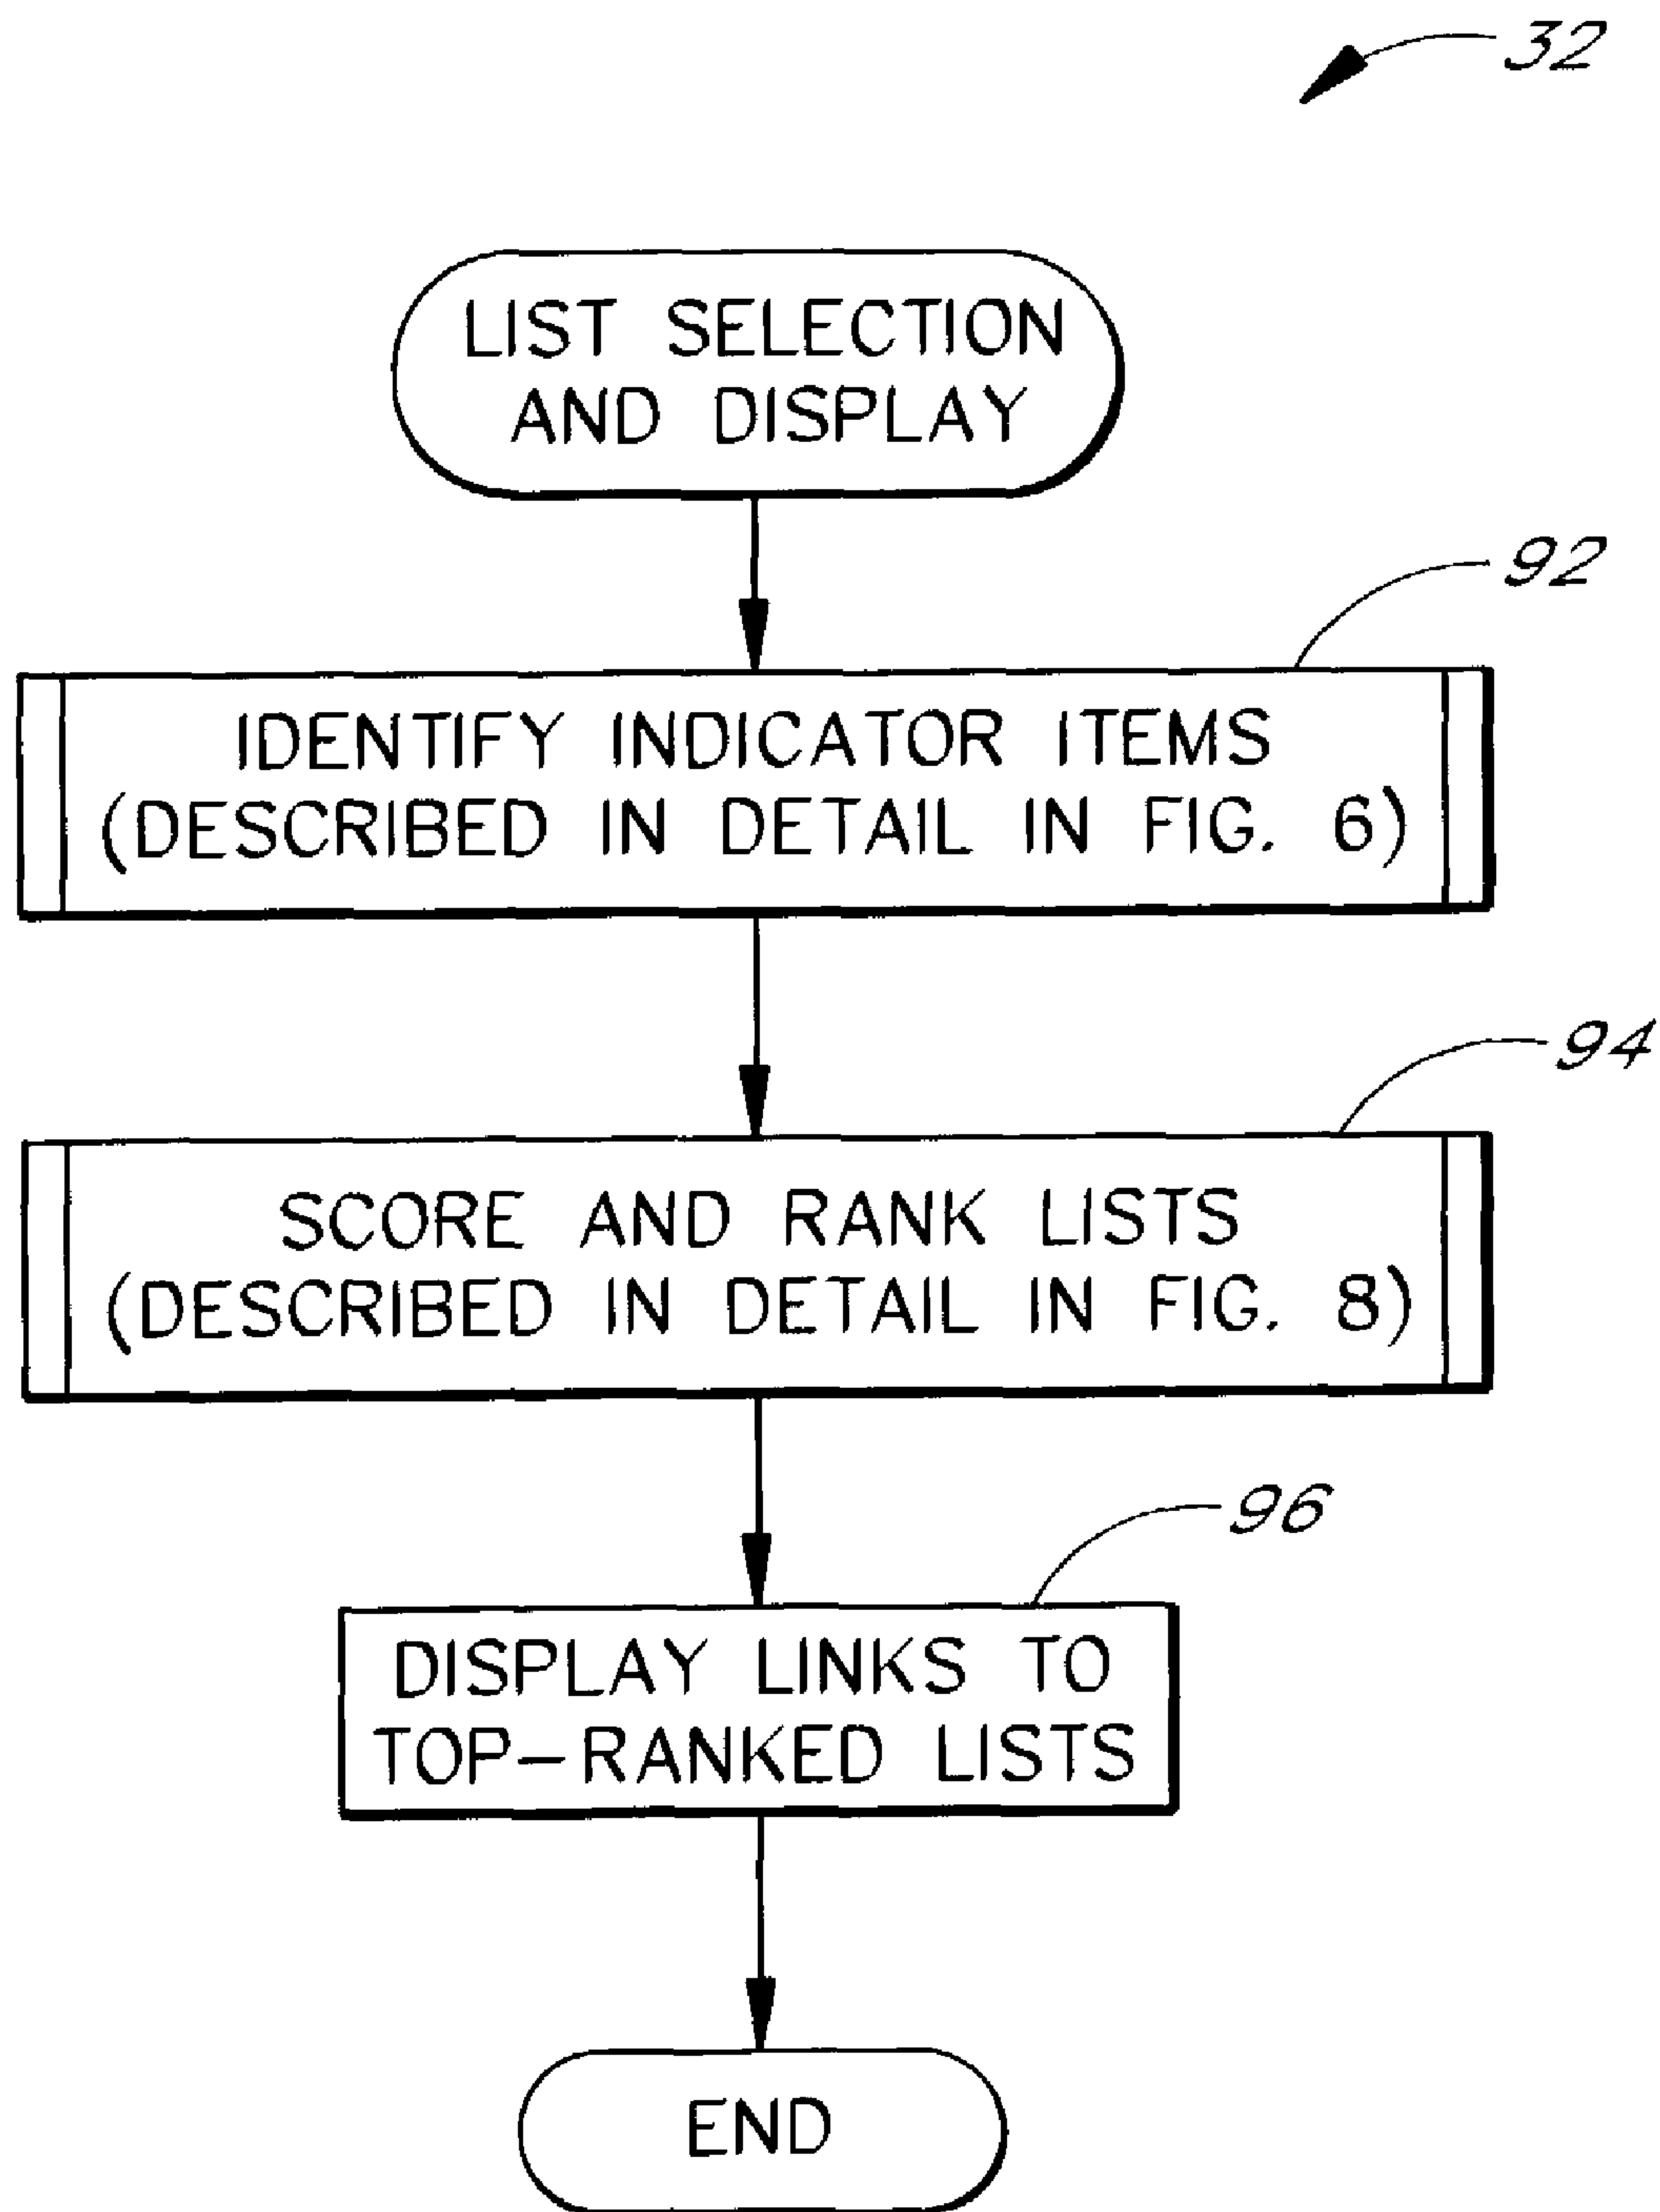 32
LIST SELECTION
AND DISPLAY
92
IDENTIFY INDICATOR ITEMS
(DESCRIBED IN DETAIL IN FIG. 6)
94
SCORE AND RANK LISTS
(DESCRIBED IN DETAIL IN FIG. 8)
96
DISPLAY LINKS TO
TOP–RANKED LISTS
END